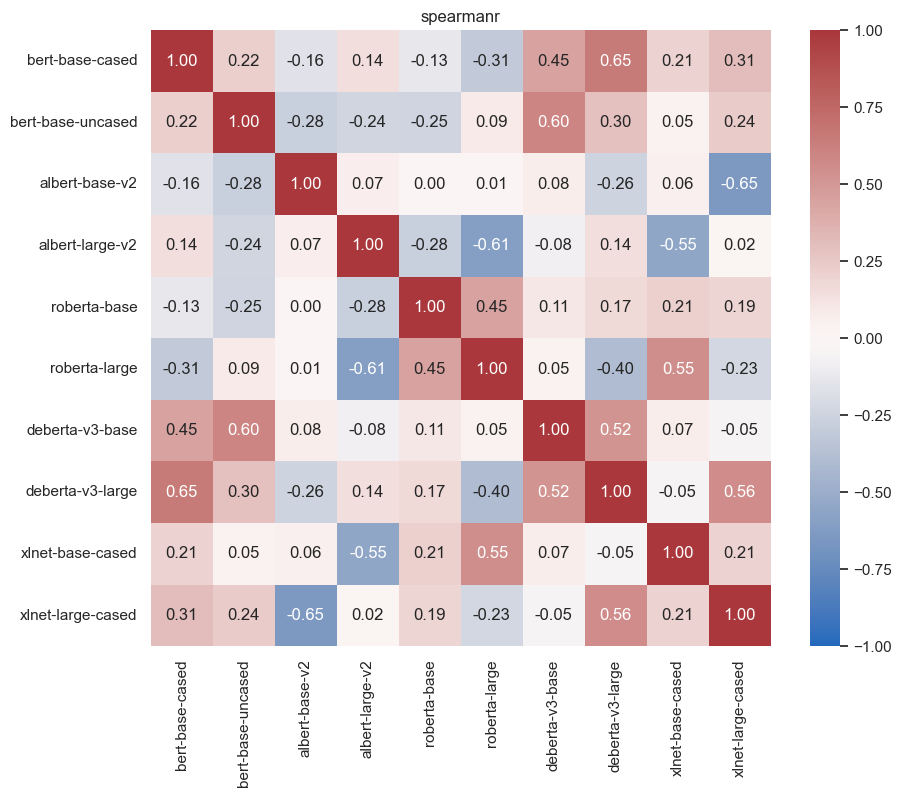 spearmanr
bert-base-cased 1.00 0.22 -0.16 0.14 -0.13 -0.31 0.45 0.65 0.21 0.31
bert-base-uncased 0.22 1.00 -0.28 -0.24 -0.25 0.09 0.60 0.30 0.05 0.24
albert-base-v2 -0.16 -0.28 1.00 0.07 0.00 0.01 0.08 -0.26 0.06 -0.65
albert-large-v2 0.14 -0.24 0.07 1.00 -0.28 -0.61 -0.08 0.14 -0.55 0.02
roberta-base -0.13 -0.25 0.00 -0.28 1.00 0.45 0.11 0.17 0.21 0.19
roberta-large -0.31 0.09 0.01 -0.61 0.45 1.00 0.05 -0.40 0.55 -0.23
deberta-v3-base 0.45 0.60 0.08 -0.08 0.11 0.05 1.00 0.52 0.07 -0.05
deberta-v3-large 0.65 0.30 -0.26 0.14 0.17 -0.40 0.52 1.00 -0.05 0.56
xlnet-base-cased 0.21 0.05 0.06 -0.55 0.21 0.55 0.07 -0.05 1.00 0.21
xlnet-large-cased 0.31 0.24 -0.65 0.02 0.19 -0.23 -0.05 0.56 0.21 1.00
bert-base-cased
bert-base-uncased
albert-base-v2
albert-large-v2
roberta-base
roberta-large
deberta-v3-base
deberta-v3-large
xlnet-base-cased
xlnet-large-cased
1.00
0.75
0.50
0.25
0.00
−0.25
−0.50
−0.75
−1.00